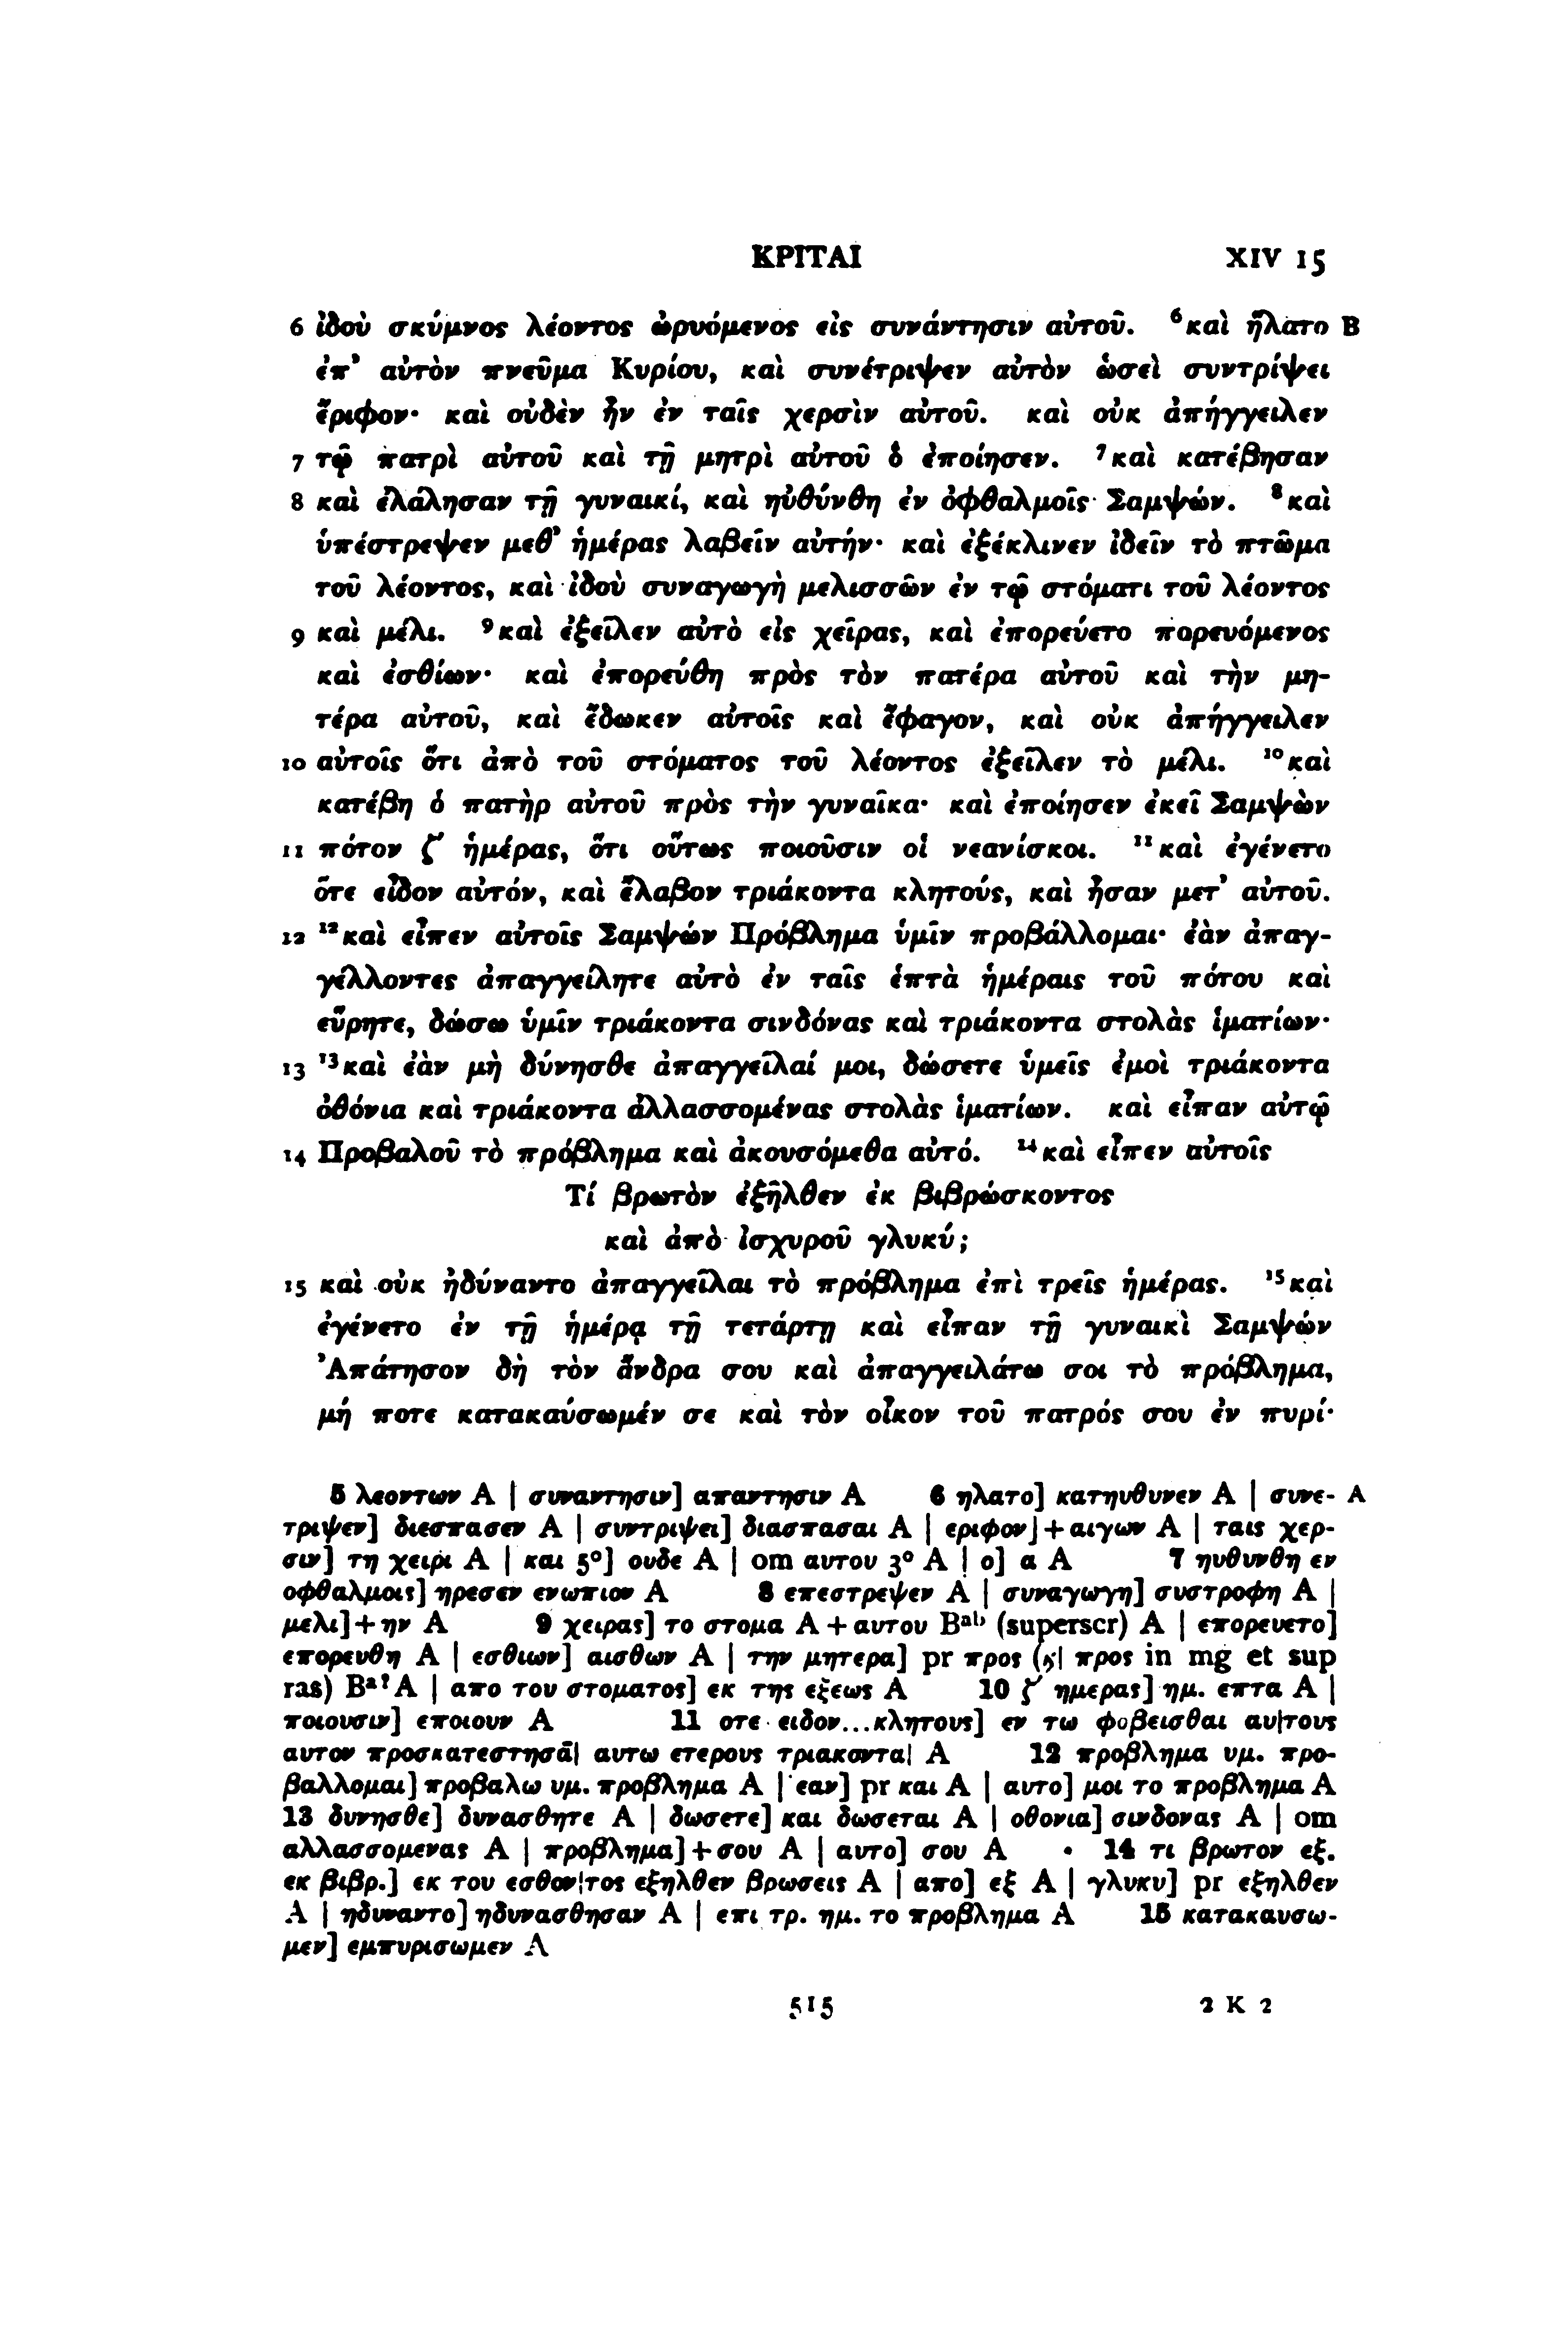 ΚΡΙΤΑΙ XIV 15
6 ἰδοὺ σκύμνος λέοντος ὠρυόμενος εἰς συνάντησιν αὐτοῦ. ⁶καὶ ἥλατο B
ἐπ’ αὐτὸν πνεῦμα Κυρίου, καὶ συνέτριψεν αὐτὸν ὡσεὶ συντρίψει
ἔριφον· καὶ οὐδὲν ἦν ἐν ταῖς χερσὶν αὐτοῦ. καὶ οὐκ ἀπήγγειλεν
7 τῷ πατρὶ αὐτοῦ καὶ τῇ μητρὶ αὐτοῦ ὃ ἐποίησεν. ⁷καὶ κατέβησαν
8 καὶ ἐλάλησαν τῇ γυναικί, καὶ ηὐθύνθη ἐν ὀφθαλμοῖς Σαμψών. ⁸καὶ
ὑπέστρεψεν μεθ’ ἡμέρας λαβεῖν αὐτήν· καὶ ἐξέκλινεν ἰδεῖν τὸ πτῶμα
τοῦ λέοντος, καὶ ἰδοὺ συναγωγὴ μελισσῶν ἐν τῷ στόματι τοῦ λέοντος
9 καὶ μέλι. ⁹καὶ ἐξεῖλεν αὐτὸ εἰς χεῖρας, καὶ ἐπορεύετο πορευόμενος
καὶ ἐσθίων· καὶ ἐπορεύθη πρὸς τὸν πατέρα αὐτοῦ καὶ τὴν μη-
τέρα αὐτοῦ, καὶ ἔδωκεν αὐτοῖς καὶ ἔφαγον, καὶ οὐκ ἀπήγγειλεν
10 αὐτοῖς ὅτι ἀπὸ τοῦ στόματος τοῦ λέοντος ἐξεῖλεν τὸ μέλι. ¹⁰καὶ
κατέβη ὁ πατὴρ αὐτοῦ πρὸς τὴν γυναῖκα· καὶ ἐποίησεν ἐκεῖ Σαμψὼν
11 πότον ζ´ ἡμέρας, ὅτι οὕτως ποιοῦσιν οἱ νεανίσκοι. ¹¹καὶ ἐγένετο
ὅτε εἶδον αὐτόν, καὶ ἔλαβον τριάκοντα κλητούς, καὶ ἦσαν μετ’ αὐτοῦ.
12 ¹²καὶ εἶπεν αὐτοῖς Σαμψών Πρόβλημα ὑμῖν προβάλλομαι· ἐὰν ἀπαγ-
γέλλοντες ἀπαγγείλητε αὐτὸ ἐν ταῖς ἑπτὰ ἡμέραις τοῦ πότου καὶ
εὕρητε, δώσω ὑμῖν τριάκοντα σινδόνας καὶ τριάκοντα στολὰς ἱματίων·
13 ¹³καὶ ἐὰν μὴ δύνησθε ἀπαγγεῖλαί μοι, δώσετε ὑμεῖς ἐμοὶ τριάκοντα
ὀθόνια καὶ τριάκοντα ἀλλασσομένας στολὰς ἱματίων. καὶ εἶπαν αὐτῷ
14 Προβαλοῦ τὸ πρόβλημα καὶ ἀκουσόμεθα αὐτό. ¹⁴καὶ εἶπεν αὐτοῖς
Τί βρωτὸν ἐξῆλθεν ἐκ βιβρώσκοντος
καὶ ἀπὸ ἰσχυροῦ γλυκύ;
15 καὶ οὐκ ἠδύναντο ἀπαγγεῖλαι τὸ πρόβλημα ἐπὶ τρεῖς ἡμέρας. ¹⁵καὶ
ἐγένετο ἐν τῇ ἡμέρᾳ τῇ τετάρτῃ καὶ εἶπαν τῇ γυναικὶ Σαμψών
Ἀπάτησον δὴ τὸν ἄνδρα σου καὶ ἀπαγγειλάτω σοι τὸ πρόβλημα,
μή ποτε κατακαύσωμέν σε καὶ τὸν οἶκον τοῦ πατρός σου ἐν πυρί·
5 λεοντων A | συναντησιν] απαντησιν A 6 ηλατο] κατηυθυνεν A | συνε- A
τριψεν] διεσπασεν A | συντριψει] διασπασαι A | εριφον]+αιγων A | ταις χερ-
σιν] τη χειρι A | και 5º] ουδε A | om αυτου 3º A | ο] α A 7 ηυθυνθη εν
οφθαλμοις] ηρεσεν ενωπιον A 8 επεστρεψεν A | συναγωγη] συστροφη A |
μελι]+ην A 9 χειρας] το στομα A + αυτου Bᵃᵇ (superscr) A | επορευετο]
επορευθη A | εσθιων] αισθων A | την μητερα] pr προς (ϗ| προς in mg et sup
ras) Bᵃ?A | απο του στοματος] εκ της εξεως A 10 ζ´ ημερας] ημ. επτα A |
ποιουσιν] εποιουν A 11 οτε ειδον...κλητους] εν τω φοβεισθαι αυ|τους
αυτον προσκατεστησᾱ| αυτω ετερους τριακοντα| A 12 προβλημα υμ. προ-
βαλλομαι] προβαλω υμ. προβλημα A | εαν] pr και A | αυτο] μοι το προβλημα A
13 δυνησθε] δυνασθητε A | δωσετε] και δωσεται A | οθονια] σινδονας A | om
αλλασσομενας A | προβλημα]+σου A | αυτο] σου A • 14 τι βρωτον εξ.
εκ βιβρ.] εκ του εσθον|τος εξηλθεν βρωσεις A | απο] εξ A | γλυκυ] pr εξηλθεν
A | ηδυναντο] ηδυνασθησαν A | επι τρ. ημ. το προβλημα A 15 κατακαυσω-
μεν] εμπυρισωμεν A
515 2 K 2